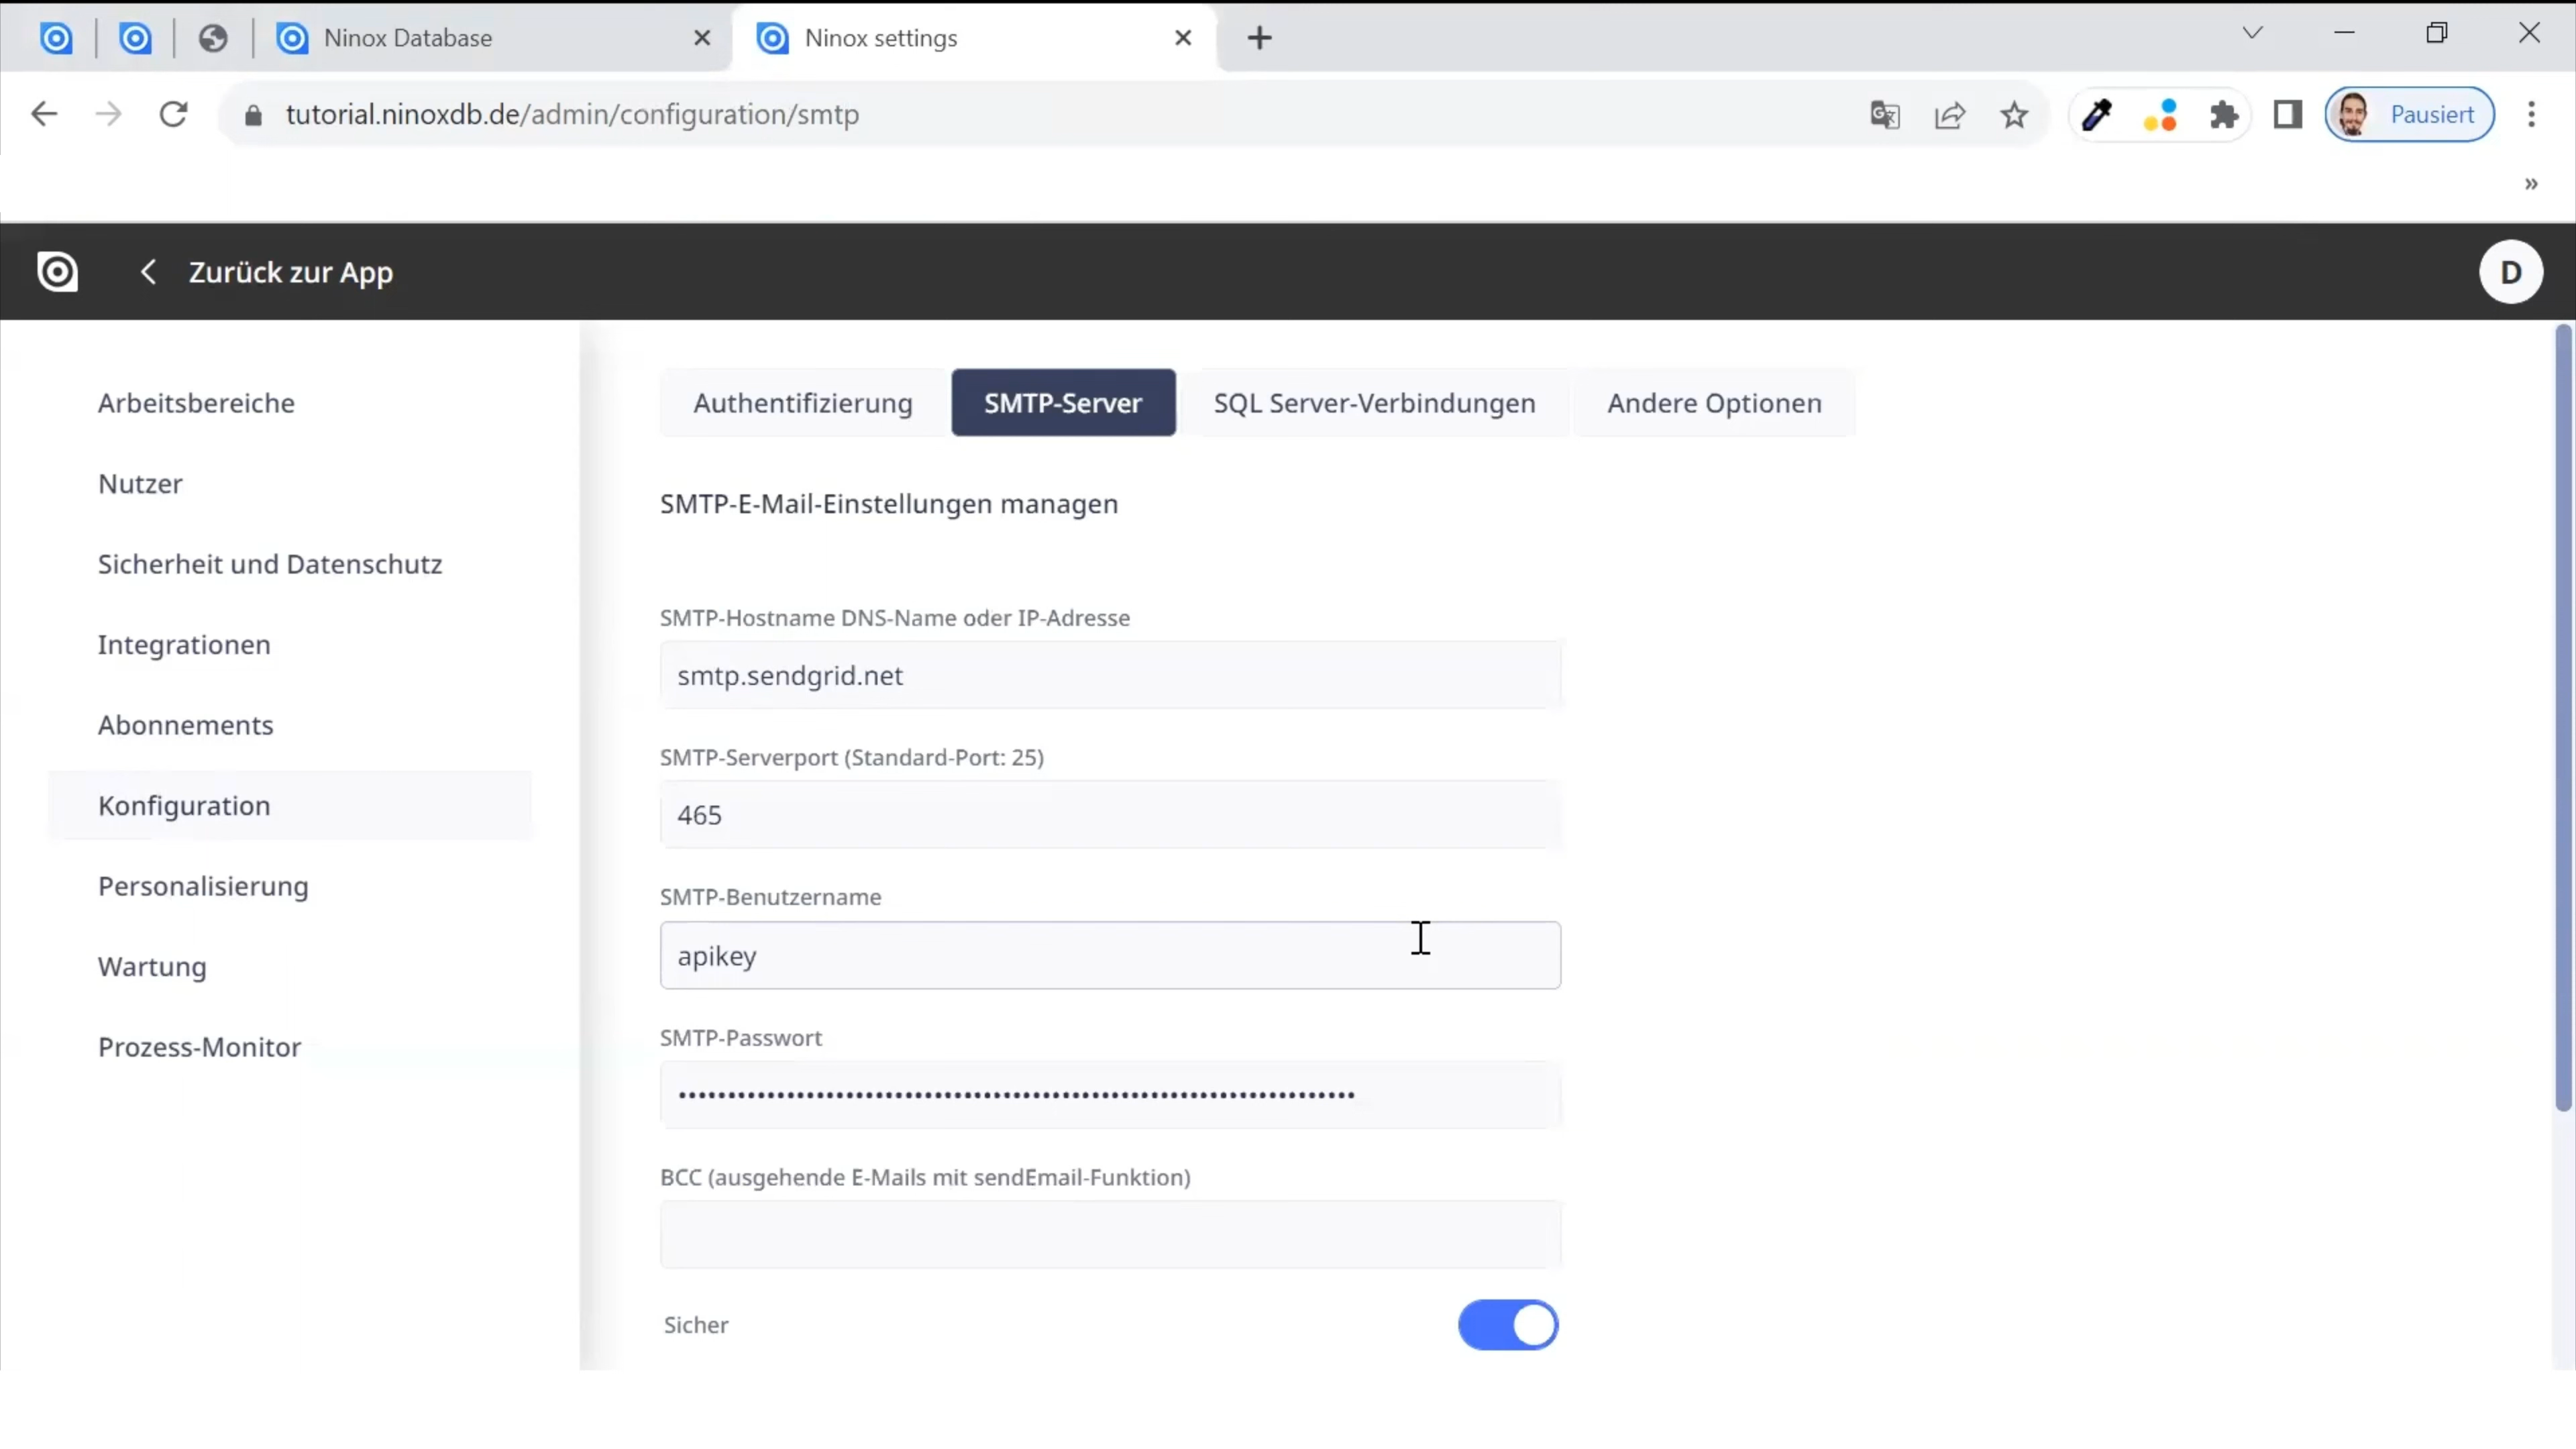 Ninox Database
Ninox settings
tutorial.ninoxdb.de/admin/configuration/smtp
Pausiert
»
Zurück zur App
D
Arbeitsbereiche
Nutzer
Sicherheit und Datenschutz
Integrationen
Abonnements
Konfiguration
Personalisierung
Wartung
Prozess-Monitor
Authentifizierung
SMTP-Server
SQL Server-Verbindungen
Andere Optionen
SMTP-E-Mail-Einstellungen managen
SMTP-Hostname DNS-Name oder IP-Adresse
smtp.sendgrid.net
SMTP-Serverport (Standard-Port: 25)
465
SMTP-Benutzername
apikey
SMTP-Passwort
BCC (ausgehende E-Mails mit sendEmail-Funktion)
Sicher